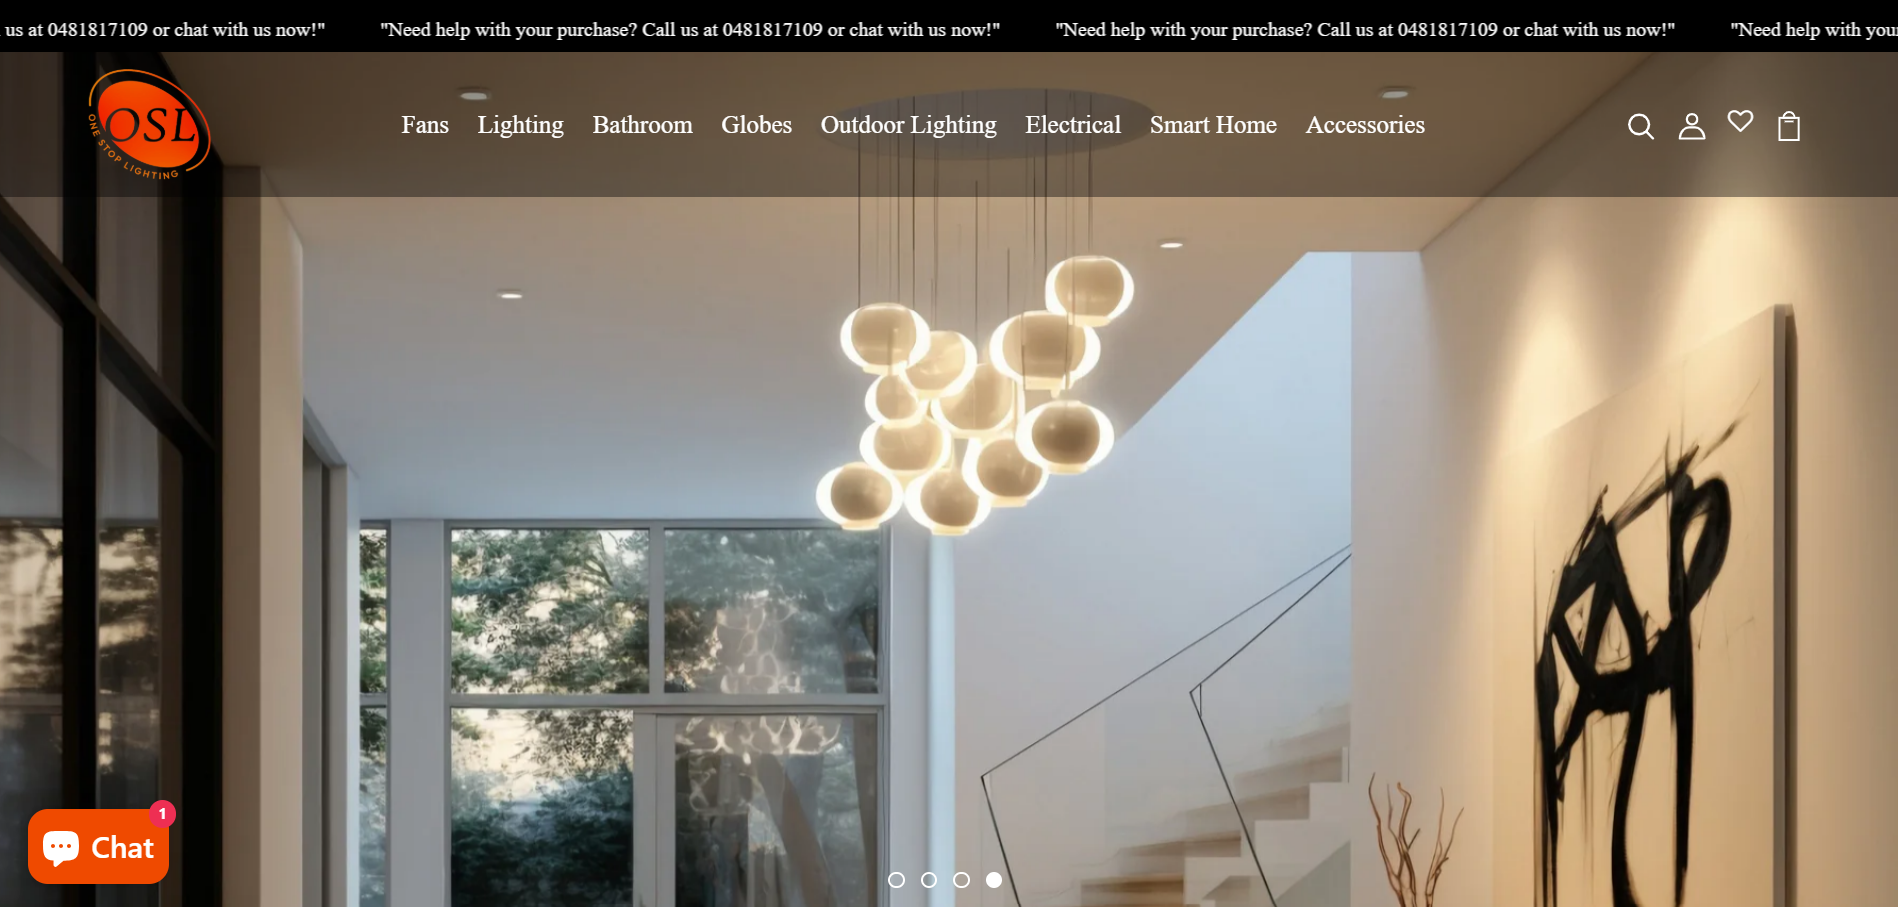 us at 0481817109 or chat with us now!" "Need help with your purchase? Call us at 0481817109 or chat with us now!" "Need help with your purchase? Call us at 0481817109 or chat with us now!" "Need help with your
OSL
ONE STOP LIGHTING
Fans Lighting Bathroom Globes Outdoor Lighting Electrical Smart Home Accessories
1
Chat